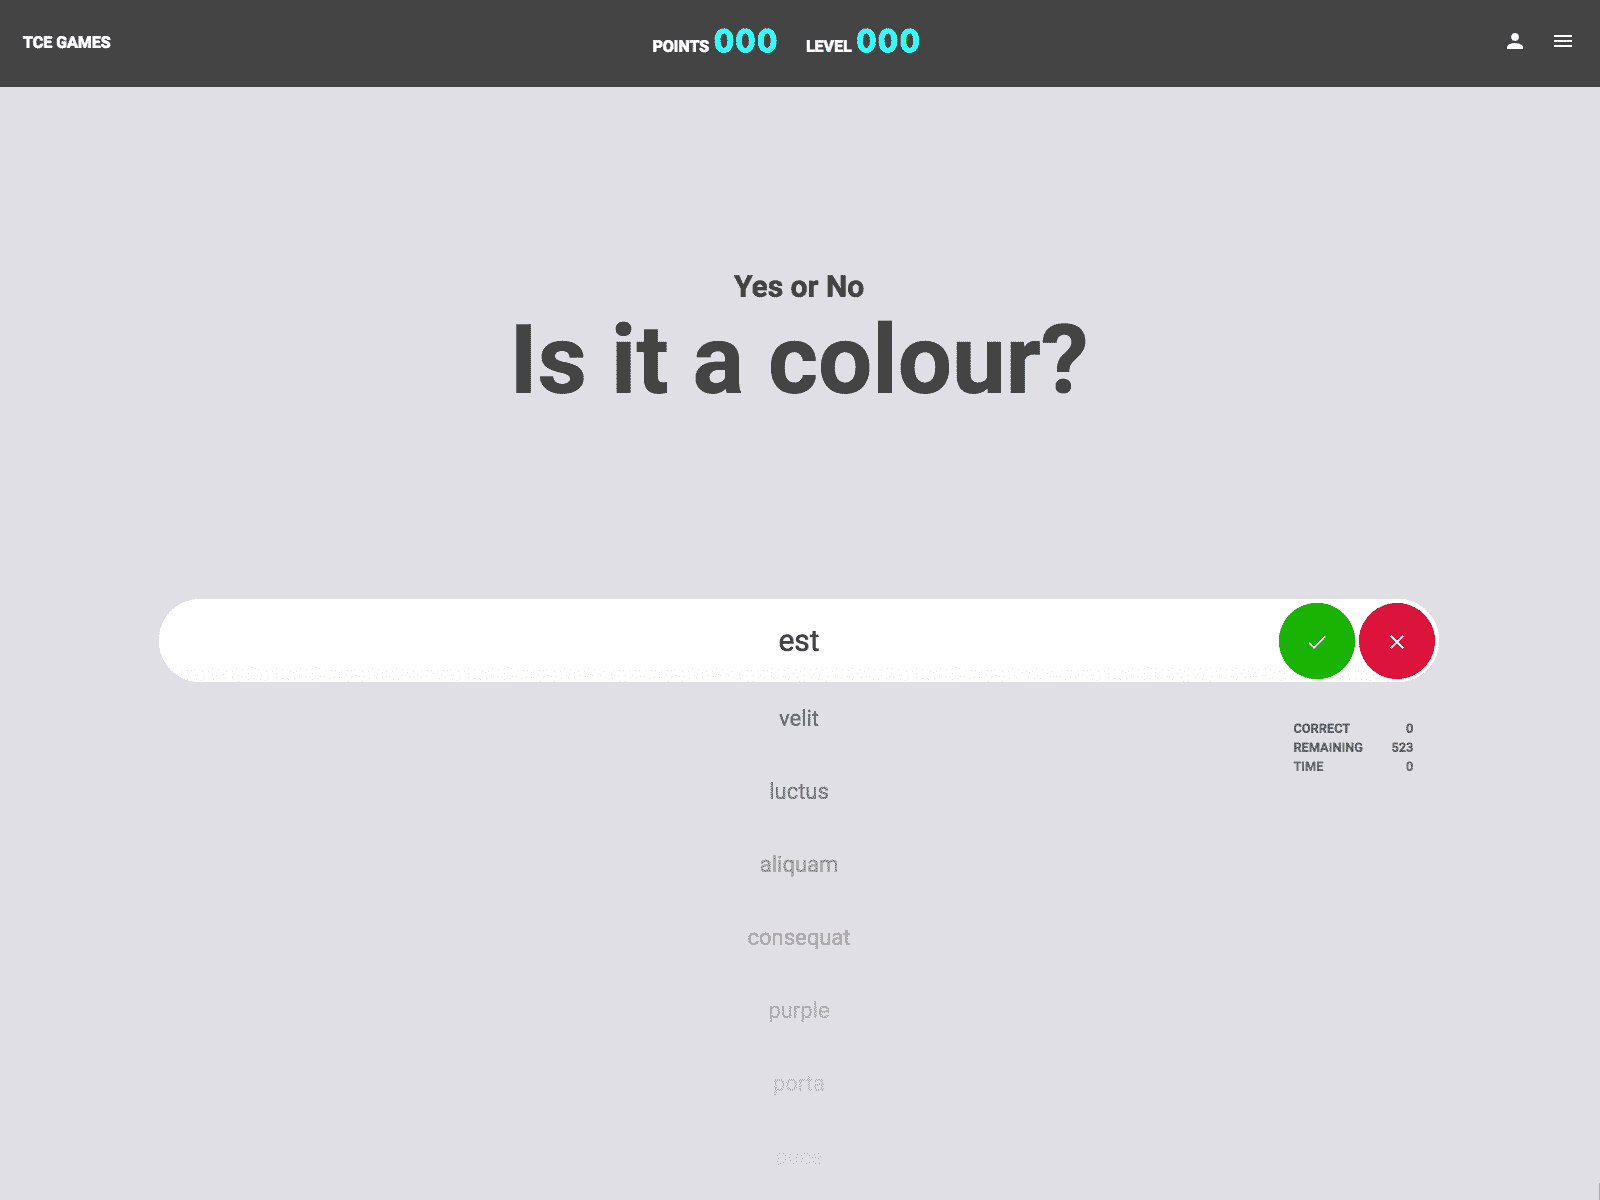 TCE GAMES
POINTS 000 LEVEL 000
Yes or No
Is it a colour?
est
velit
CORRECT 0
REMAINING 523
TIME 0
luctus
aliquam
consequat
purple
porta